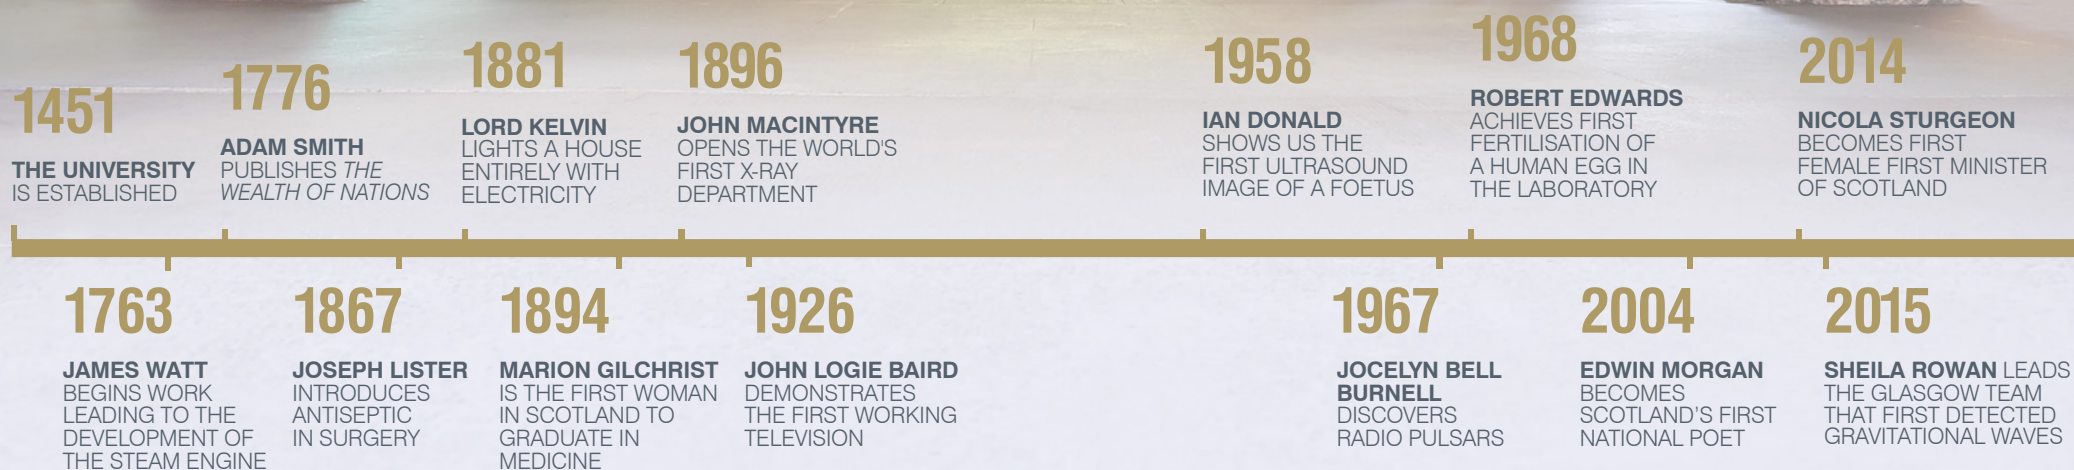 1451
THE UNIVERSITY
IS ESTABLISHED
1776
ADAM SMITH
PUBLISHES THE
WEALTH OF NATIONS
1881
LORD KELVIN
LIGHTS A HOUSE
ENTIRELY WITH
ELECTRICITY
1896
JOHN MACINTYRE
OPENS THE WORLD'S
FIRST X-RAY
DEPARTMENT
1958
IAN DONALD
SHOWS US THE
FIRST ULTRASOUND
IMAGE OF A FOETUS
1968
ROBERT EDWARDS
ACHIEVES FIRST
FERTILISATION OF
A HUMAN EGG IN
THE LABORATORY
2014
NICOLA STURGEON
BECOMES FIRST
FEMALE FIRST MINISTER
OF SCOTLAND
1763
JAMES WATT
BEGINS WORK
LEADING TO THE
DEVELOPMENT OF
THE STEAM ENGINE
1867
JOSEPH LISTER
INTRODUCES
ANTISEPTIC
IN SURGERY
1894
MARION GILCHRIST
IS THE FIRST WOMAN
IN SCOTLAND TO
GRADUATE IN
MEDICINE
1926
JOHN LOGIE BAIRD
DEMONSTRATES
THE FIRST WORKING
TELEVISION
1967
JOCELYN BELL
BURNELL
DISCOVERS
RADIO PULSARS
2004
EDWIN MORGAN
BECOMES
SCOTLAND’S FIRST
NATIONAL POET
2015
SHEILA ROWAN LEADS
THE GLASGOW TEAM
THAT FIRST DETECTED
GRAVITATIONAL WAVES